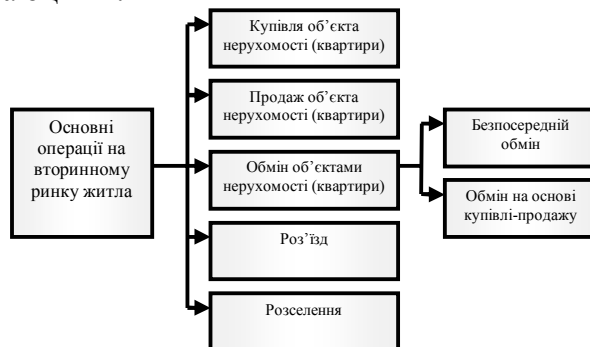 Купівля об’єкта
нерухомості (квартири)
Продаж об’єкта
нерухомості (квартири)
Основні
операції на
вторинному
ринку житла
Обмін об’єктами
нерухомості (квартири)
Безпосередній
обмін
Обмін на основі
купівлі-продажу
Роз’їзд
Розселення